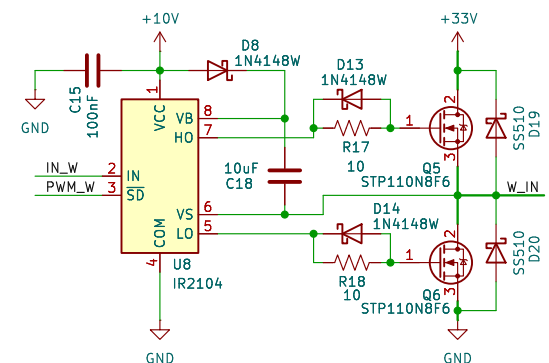 +10V
+33V
D8
1N4148W
D13
1N4148W
C15
100nF
GND
1
VCC
VB
8
HO
7
R17
10
1
2
3
Q5
STP110N8F6
SS510
D19
IN_W
2
IN
PWM_W
3
SD
10uF
C18
VS
6
LO
5
W_IN
D14
1N4148W
COM
4
U8
IR2104
R18
10
1
2
3
Q6
STP110N8F6
SS510
D20
GND
GND